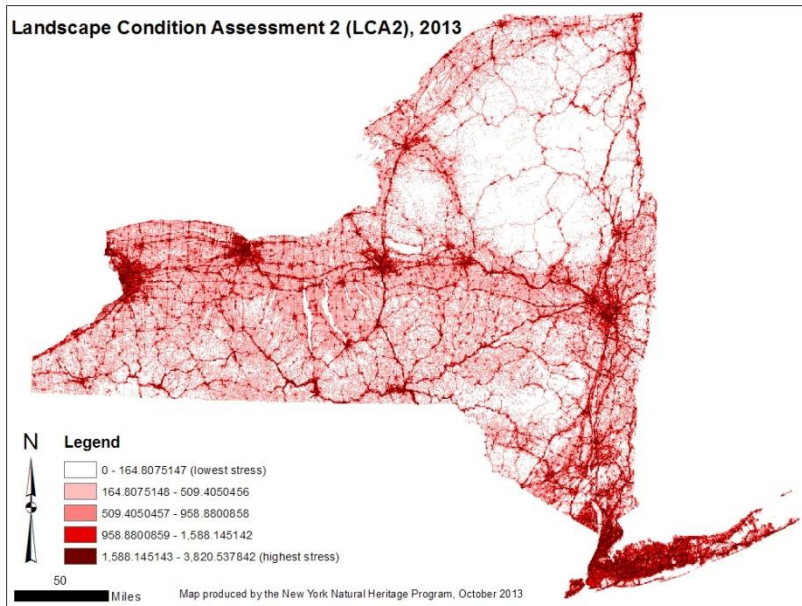 Landscape Condition Assessment 2 (LCA2), 2013
N
Legend
0 - 164.8075147 (lowest stress)
164.8075148 - 509.4050456
509.4050457 - 958.8800858
958.8800859 - 1,588.145142
1,588.145143 - 3,820.537842 (highest stress)
50
Miles
Map produced by the New York Natural Heritage Program, October 2013